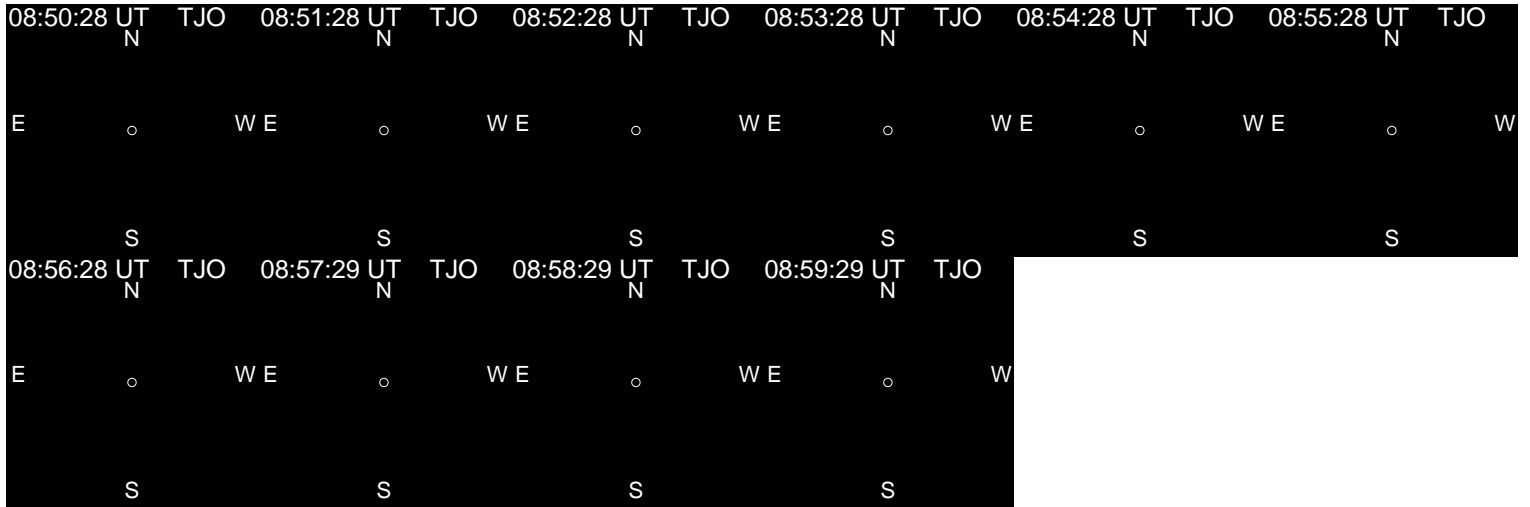 08:50:28 UT TJO 08:51:28 UT TJO 08:52:28 UT TJO 08:53:28 UT TJO 08:54:28 UT TJO 08:55:28 UT TJO
N N N N N N
E W E W E W E W E W E W
S S S S S S
08:56:28 UT TJO 08:57:29 UT TJO 08:58:29 UT TJO 08:59:29 UT TJO
N N N N
E W E W E W E W
S S S S